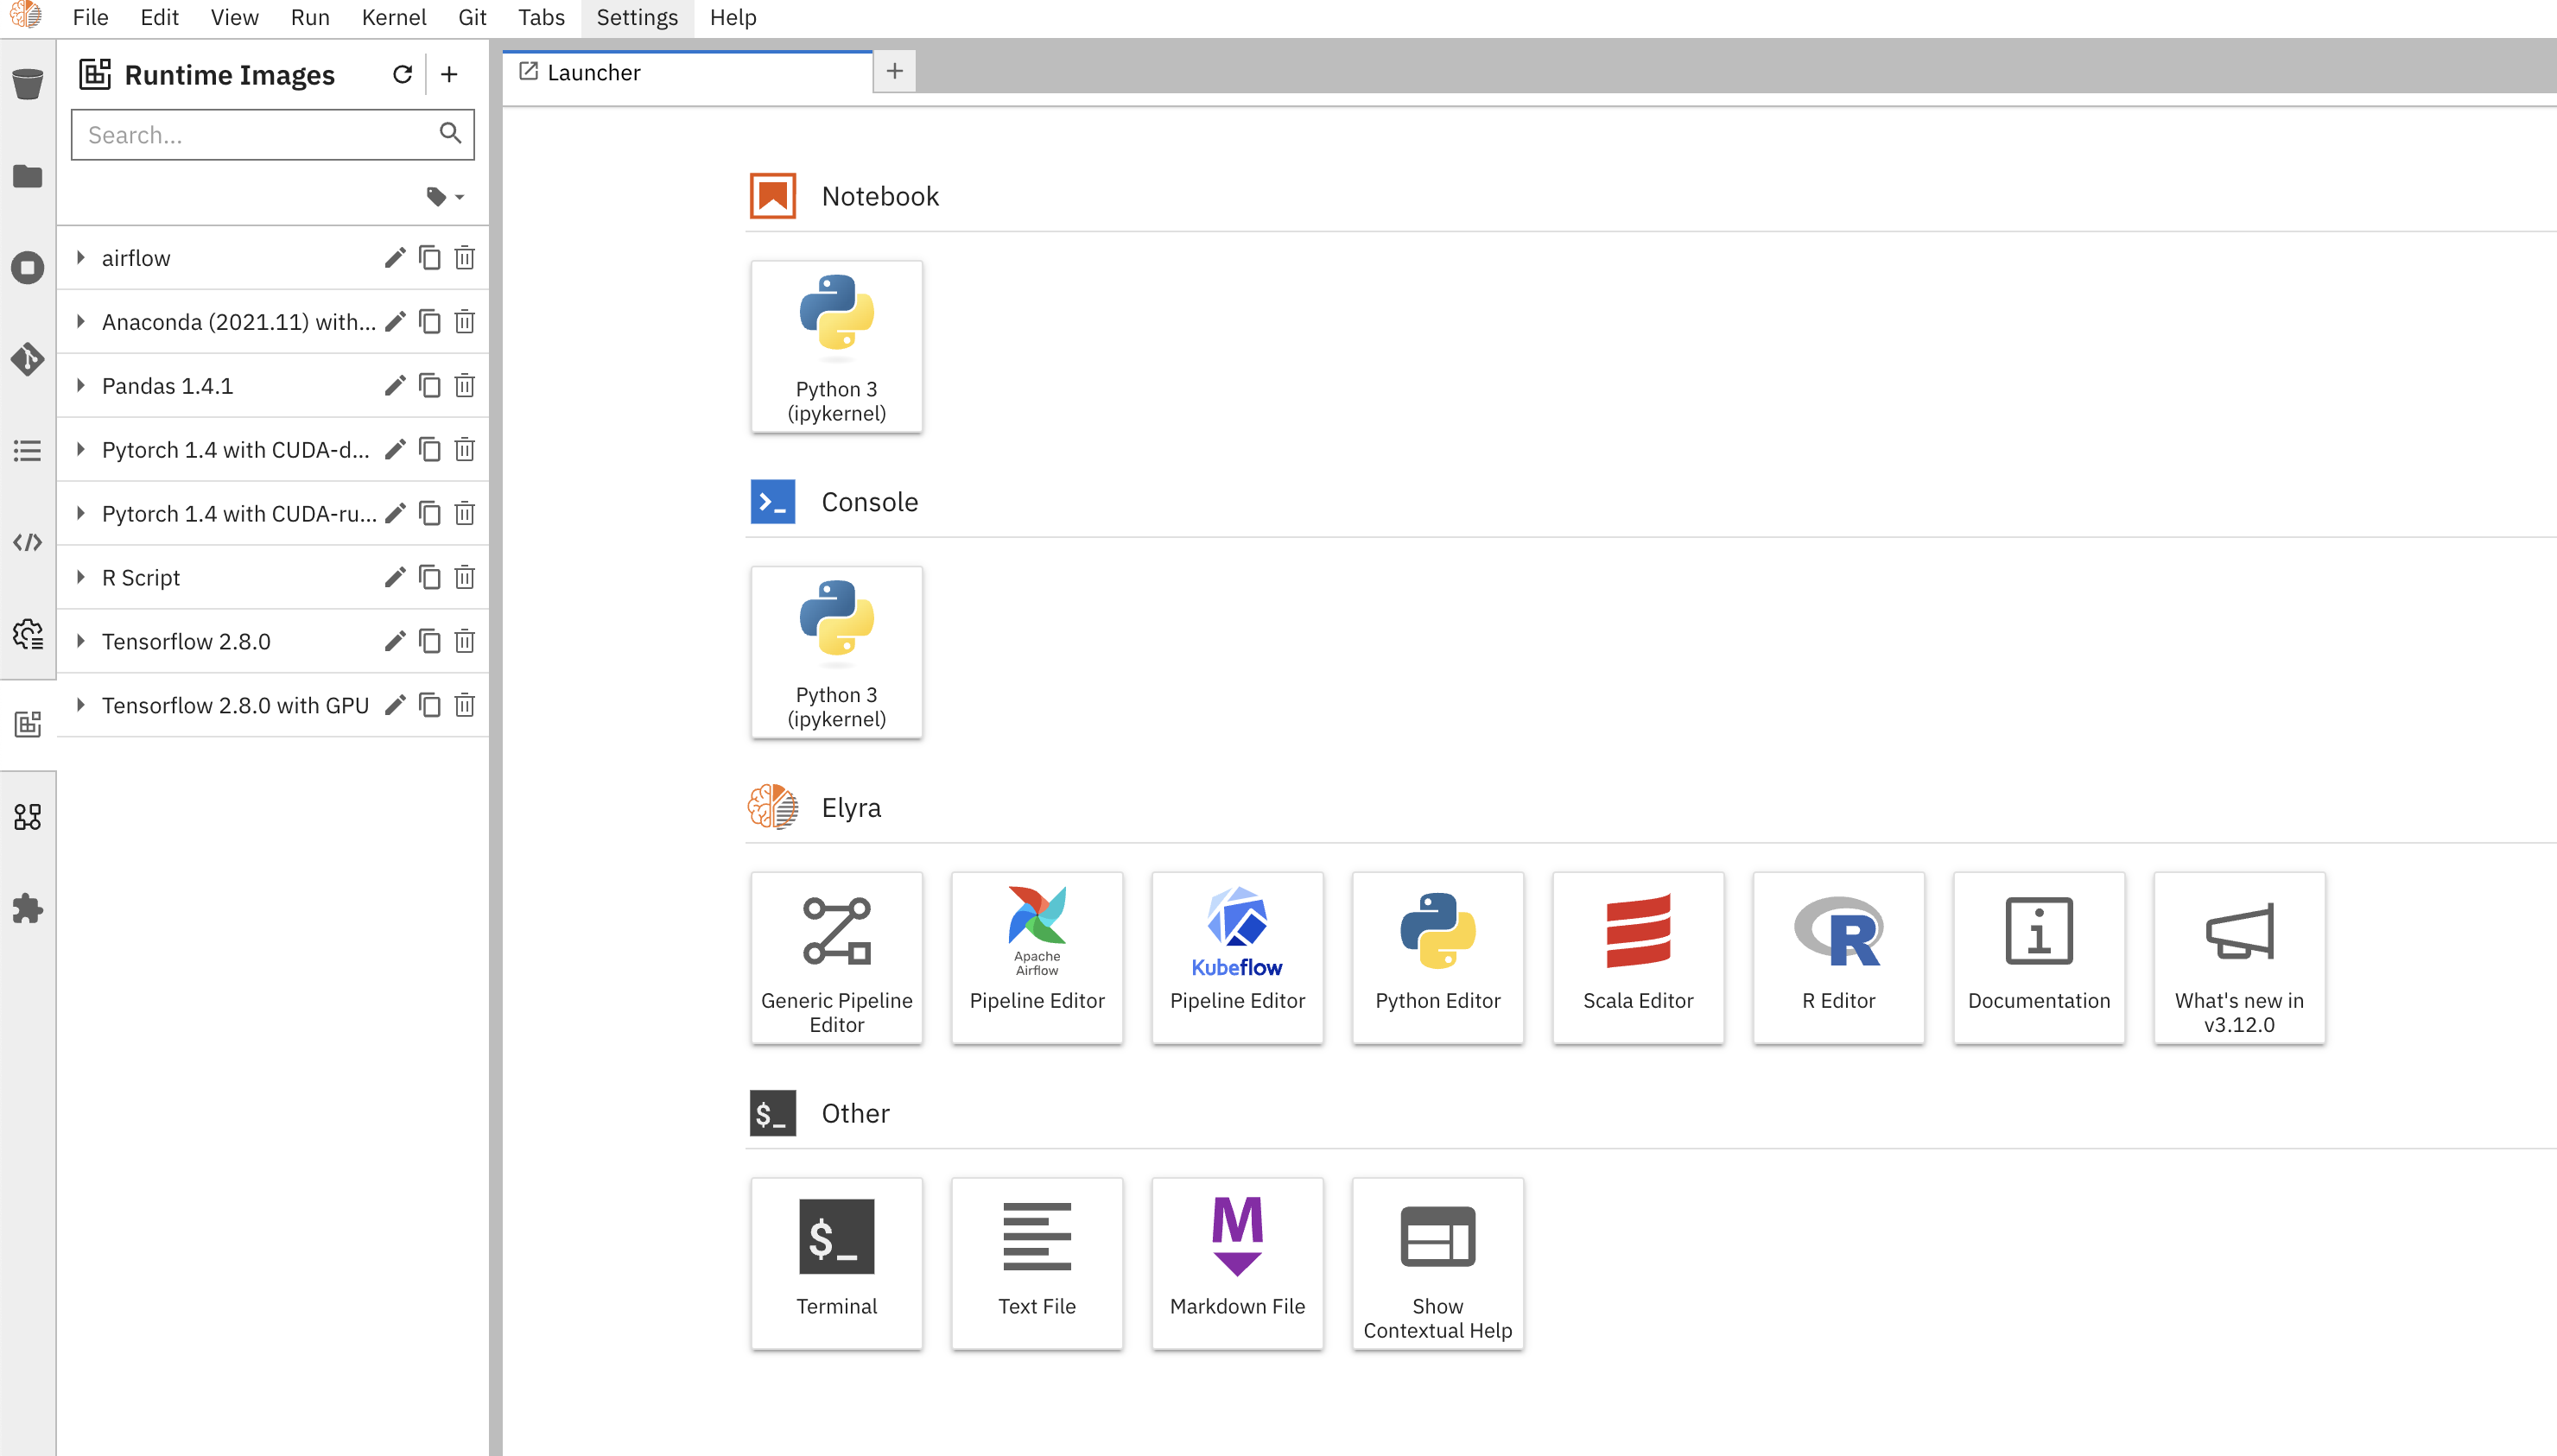 File Edit View Run Kernel Git Tabs Settings Help
Runtime Images
Search...
airflow
Anaconda (2021.11) with...
Pandas 1.4.1
Pytorch 1.4 with CUDA-d...
Pytorch 1.4 with CUDA-ru...
R Script
Tensorflow 2.8.0
Tensorflow 2.8.0 with GPU
Launcher
Notebook
Python 3
(ipykernel)
>_ Console
Python 3
(ipykernel)
Elyra
Generic Pipeline
Editor
Apache
Airflow
Pipeline Editor
Kubeflow
Pipeline Editor
Python Editor
Scala Editor
R
R Editor
i
Documentation
What's new in
v3.12.0
$_ Other
$_
Terminal
Text File
M
Markdown File
Show
Contextual Help